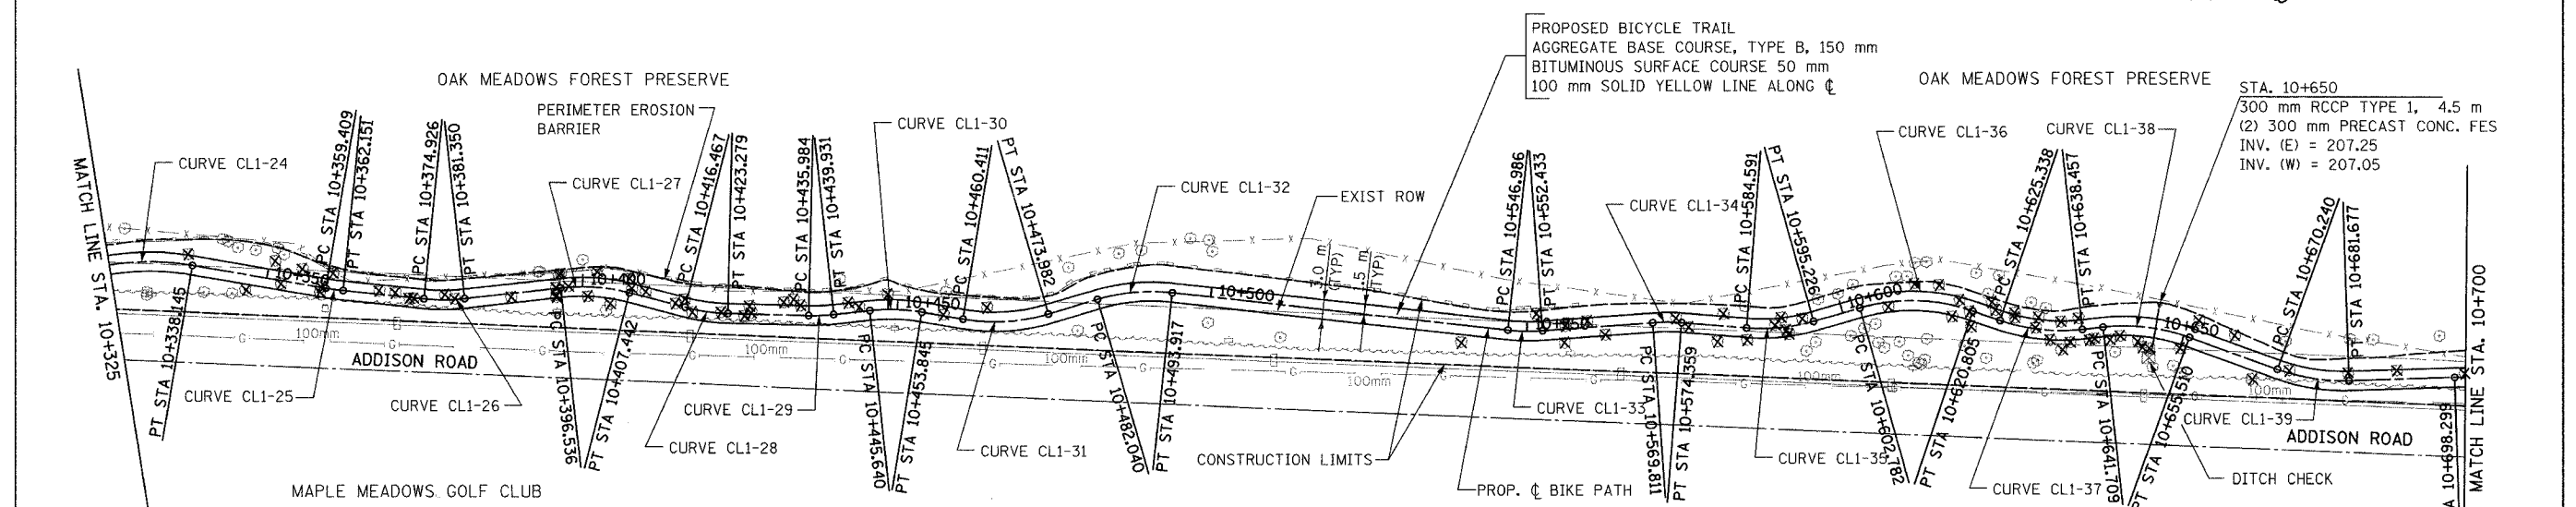 PROPOSED BICYCLE TRAIL
AGGREGATE BASE COURSE, TYPE B, 150 mm
BITUMINOUS SURFACE COURSE 50 mm
100 mm SOLID YELLOW LINE ALONG ℄
OAK MEADOWS FOREST PRESERVE
OAK MEADOWS FOREST PRESERVE
STA. 10+650
300 mm RCCP TYPE 1, 4.5 m
(2) 300 mm PRECAST CONC. FES
INV. (E) = 207.25
INV. (W) = 207.05
PERIMETER EROSION
BARRIER
CURVE CL1-24
CURVE CL1-27
CURVE CL1-30
CURVE CL1-32
EXIST ROW
CURVE CL1-34
CURVE CL1-36
CURVE CL1-38
MATCH LINE STA. 10+325
PC STA 10+359.409
PT STA 10+362.151
PC STA 10+374.926
PT STA 10+381.350
PC STA 10+416.467
PT STA 10+423.279
PC STA 10+435.984
PT STA 10+439.931
PC STA 10+460.411
PT STA 10+473.982
PC STA 10+546.986
PT STA 10+552.433
PC STA 10+584.591
PT STA 10+595.226
PC STA 10+625.338
PT STA 10+638.457
PC STA 10+670.240
PT STA 10+681.677
MATCH LINE STA. 10+700
10+400
10+450
10+500
3.0 m
(TYP)
(TYP)
10+600
10+650
100mm
100mm
100mm
100mm
100mm
100mm
G
G
G
ADDISON ROAD
ADDISON ROAD
PT STA 10+338.145
PC STA 10+396.536
PT STA 10+407.442
PC STA 10+445.640
PT STA 10+453.845
PC STA 10+482.040
PT STA 10+493.917
PC STA 10+569.811
PT STA 10+574.359
PC STA 10+602.782
PT STA 10+620.805
PC STA 10+641.709
PT STA 10+655.510
A 10+698.299
CURVE CL1-25
CURVE CL1-26
CURVE CL1-28
CURVE CL1-29
CURVE CL1-31
CURVE CL1-33
CURVE CL1-35
CURVE CL1-37
CURVE CL1-39
CONSTRUCTION LIMITS
PROP. ℄ BIKE PATH
DITCH CHECK
MAPLE MEADOWS GOLF CLUB